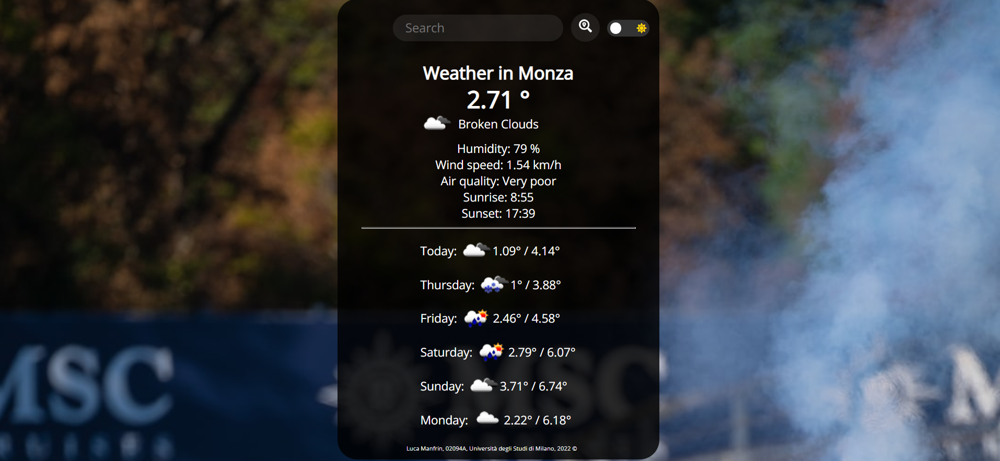 Search
Weather in Monza
2.71 °
Broken Clouds
Humidity: 79 %
Wind speed: 1.54 km/h
Air quality: Very poor
Sunrise: 8:55
Sunset: 17:39
Today: 1.09° / 4.14°
Thursday: 1° / 3.88°
Friday: 2.46° / 4.58°
Saturday: 2.79° / 6.07°
Sunday: 3.71° / 6.74°
Monday: 2.22° / 6.18°
Luca Manfrin, 02094A, Università degli Studi di Milano, 2022 ©
MSC
MSC